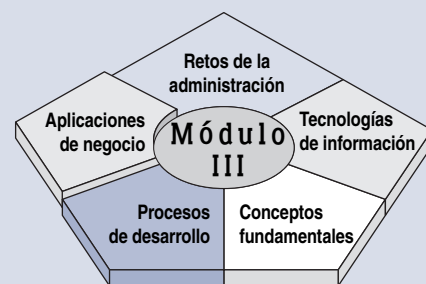 Retos de la
administración
Aplicaciones
de negocio
Módulo
III
Tecnologías
de información
Procesos
de desarrollo
Conceptos
fundamentales